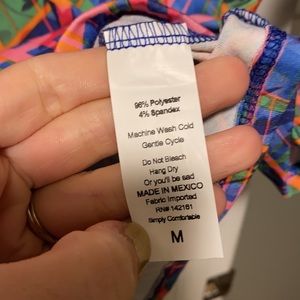 96% Polyester
4% Spandex
Machine Wash Cold
Gentle Cycle
Do Not Bleach
Hang Dry
Or you'll be sad
MADE IN MEXICO
Fabric Imported
RN# 142161
Simply Comfortable
M